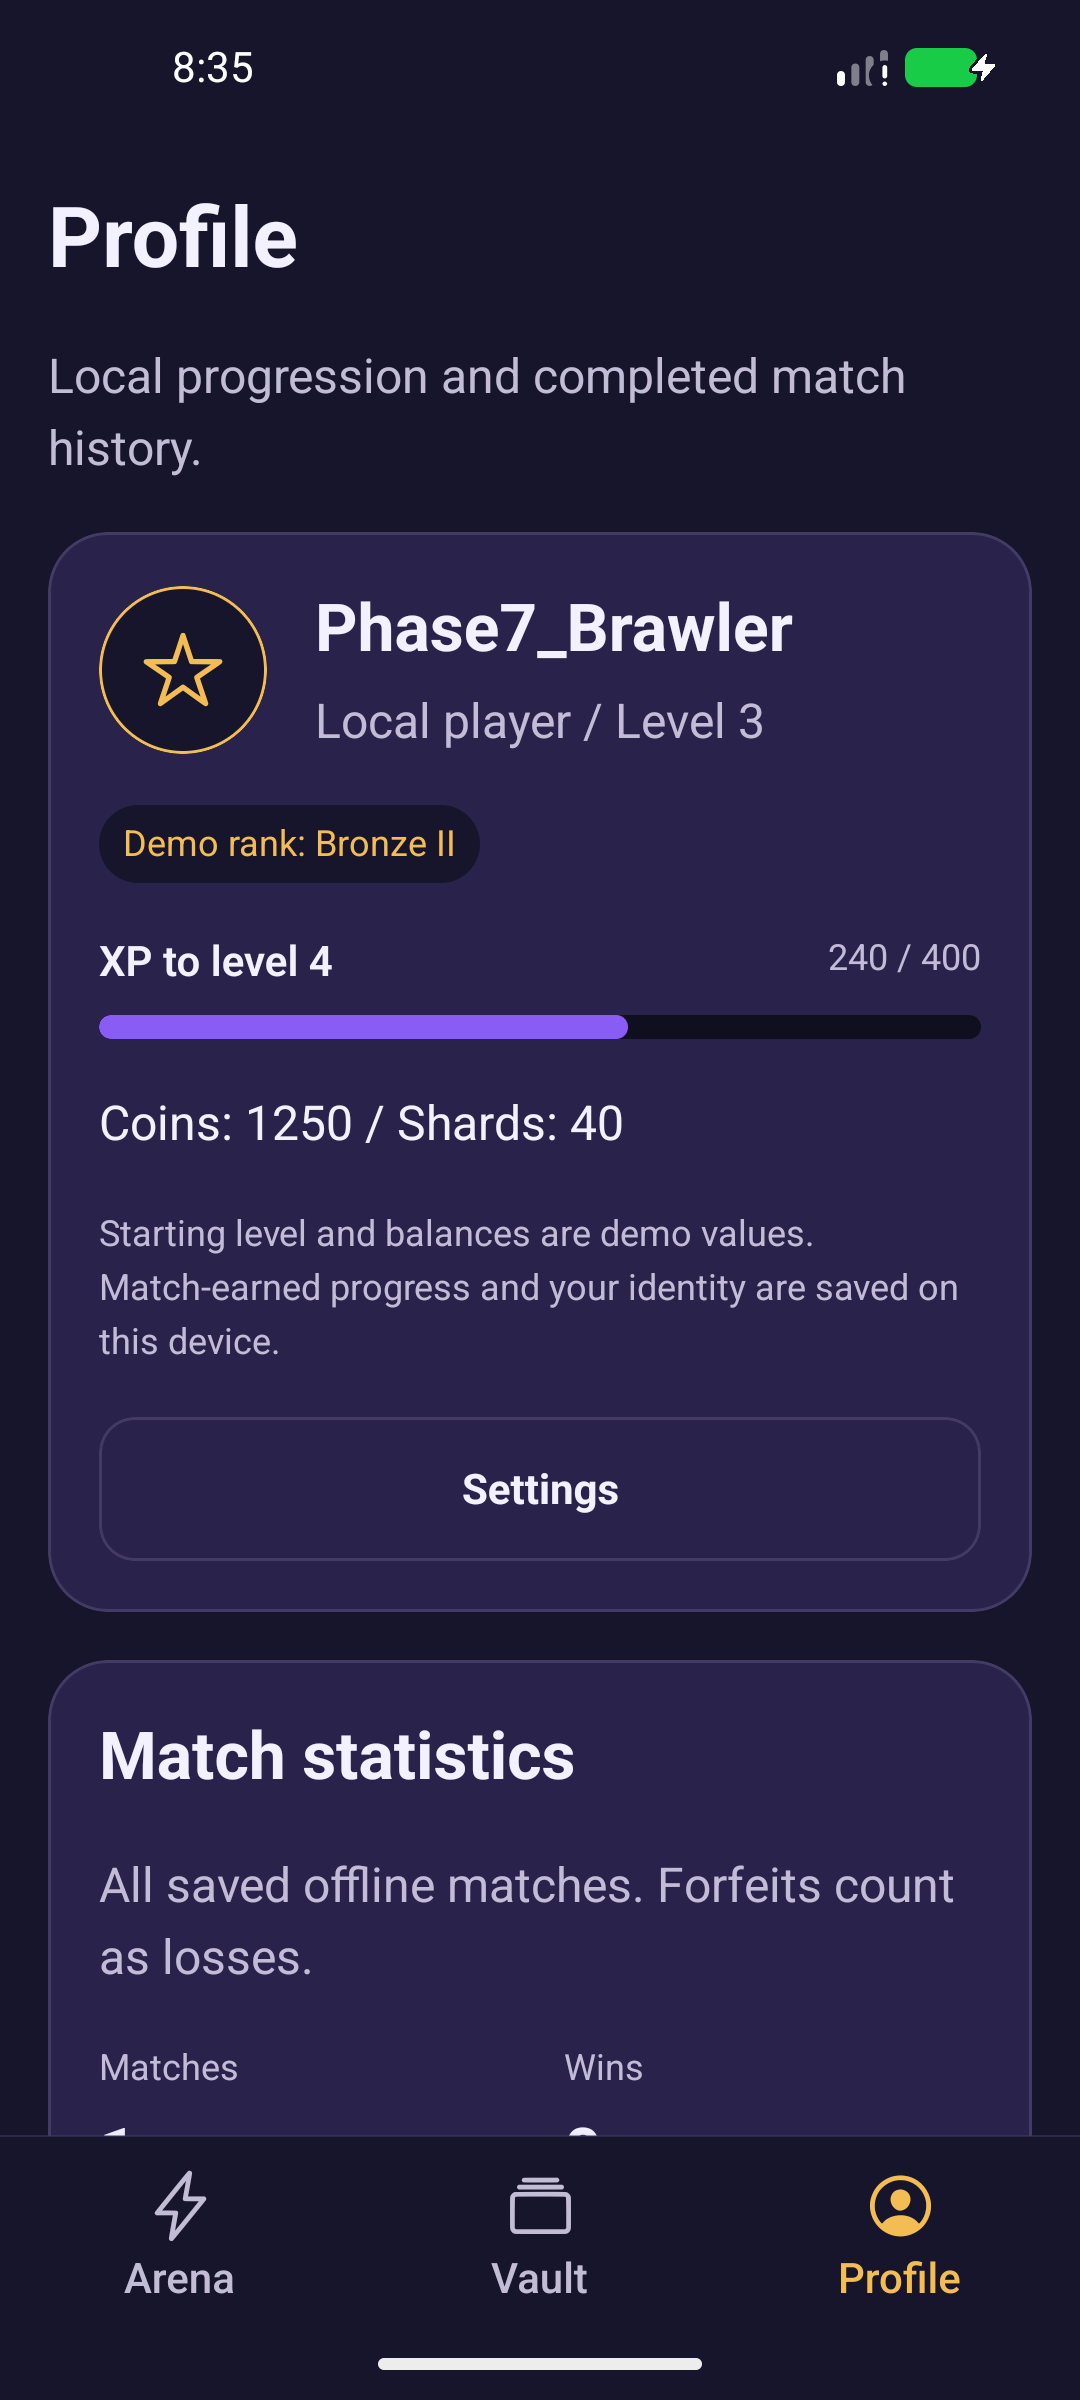 8:35
Profile
Local progression and completed match
history.
Phase7_Brawler
Local player / Level 3
Demo rank: Bronze II
XP to level 4
240 / 400
Coins: 1250 / Shards: 40
Starting level and balances are demo values.
Match-earned progress and your identity are saved on
this device.
Settings
Match statistics
All saved offline matches. Forfeits count
as losses.
Matches
Wins
Arena
Vault
Profile